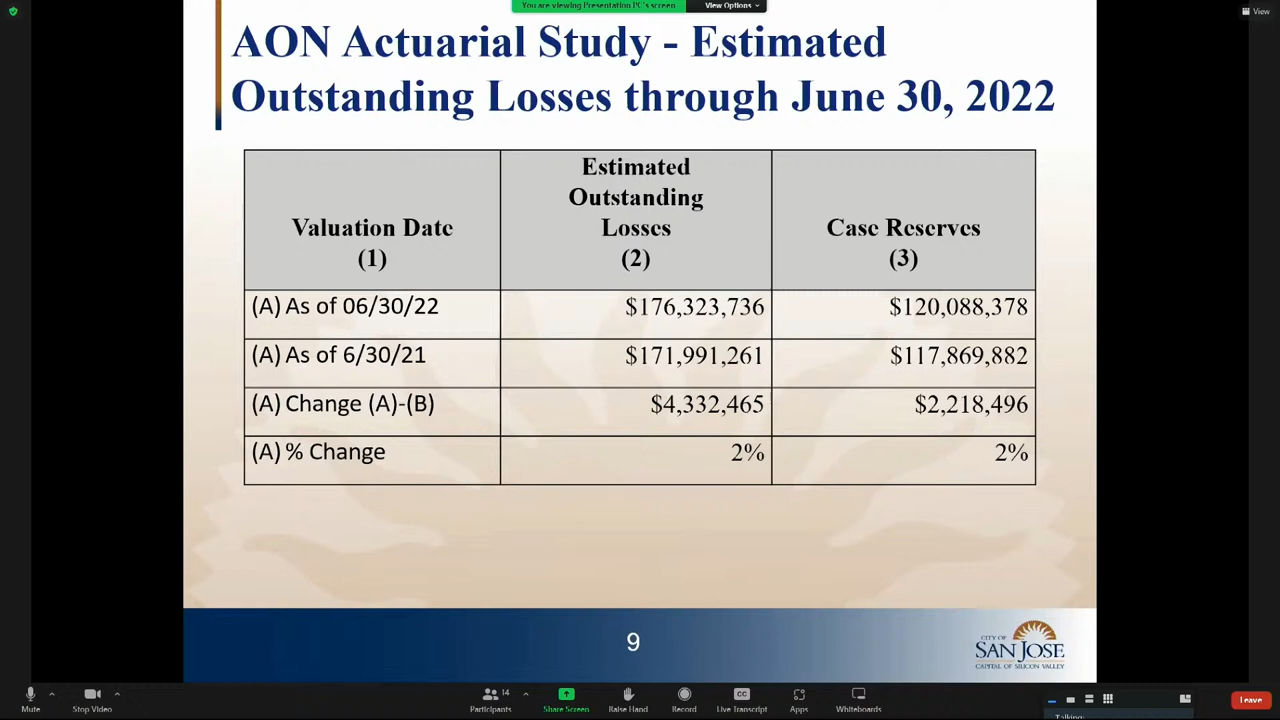 You are viewing Presentation PC's screen
View Options
View
AON Actuarial Study - Estimated
Outstanding Losses through June 30, 2022
Valuation Date
(1)
Estimated
Outstanding
Losses
(2)
Case Reserves
(3)
(A) As of 06/30/22 $176,323,736 $120,088,378
(A) As of 6/30/21 $171,991,261 $117,869,882
(A) Change (A)-(B) $4,332,465 $2,218,496
(A) % Change 2% 2%
9
CITY OF
SAN JOSE
CAPITAL OF SILICON VALLEY
Mute
Stop Video
14
Participants
Share Screen
Raise Hand
Record
CC
Live Transcript
Apps
Whiteboards
Talking:
Leave